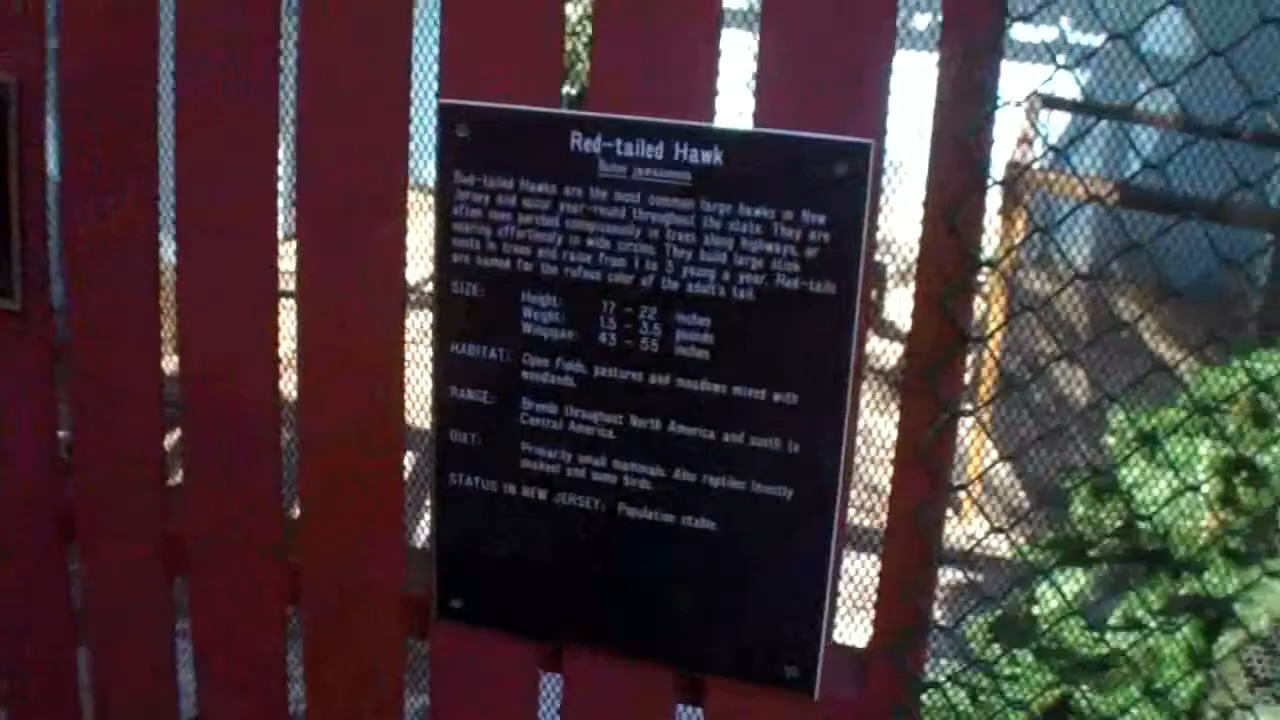 Red-tailed Hawk
Buteo jamaicensis
Red-tailed Hawks are the most common large hawks in New
Jersey and occur year-round throughout the state. They are
often seen perched conspicuously in trees along highways, or
soaring effortlessly in wide circles. They build large stick
nests in trees and raise from 1 to 3 young a year. Red-tails
are named for the rufous color of the adult's tail.
SIZE: Height: 17 - 22 inches
Weight: 1.5 - 3.5 pounds
Wingspan: 43 - 55 inches
HABITAT: Open fields, pastures and meadows mixed with
woodlands.
RANGE: Breeds throughout North America and south to
Central America.
DIET: Primarily small mammals. Also reptiles (mostly
snakes) and some birds.
STATUS IN NEW JERSEY: Population stable.